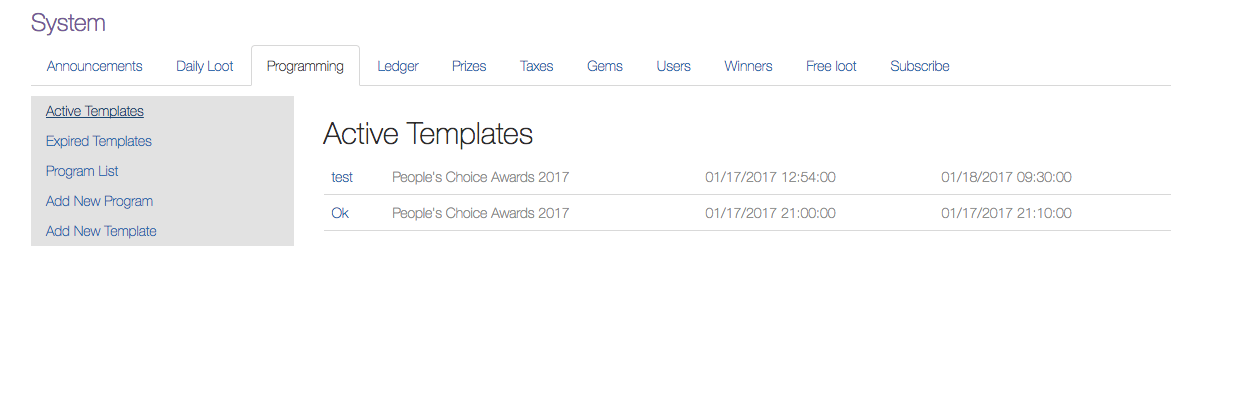 System
Announcements Daily Loot Programming Ledger Prizes Taxes Gems Users Winners Free loot Subscribe
Active Templates
Expired Templates
Program List
Add New Program
Add New Template
Active Templates
test People's Choice Awards 2017 01/17/2017 12:54:00 01/18/2017 09:30:00
Ok People's Choice Awards 2017 01/17/2017 21:00:00 01/17/2017 21:10:00